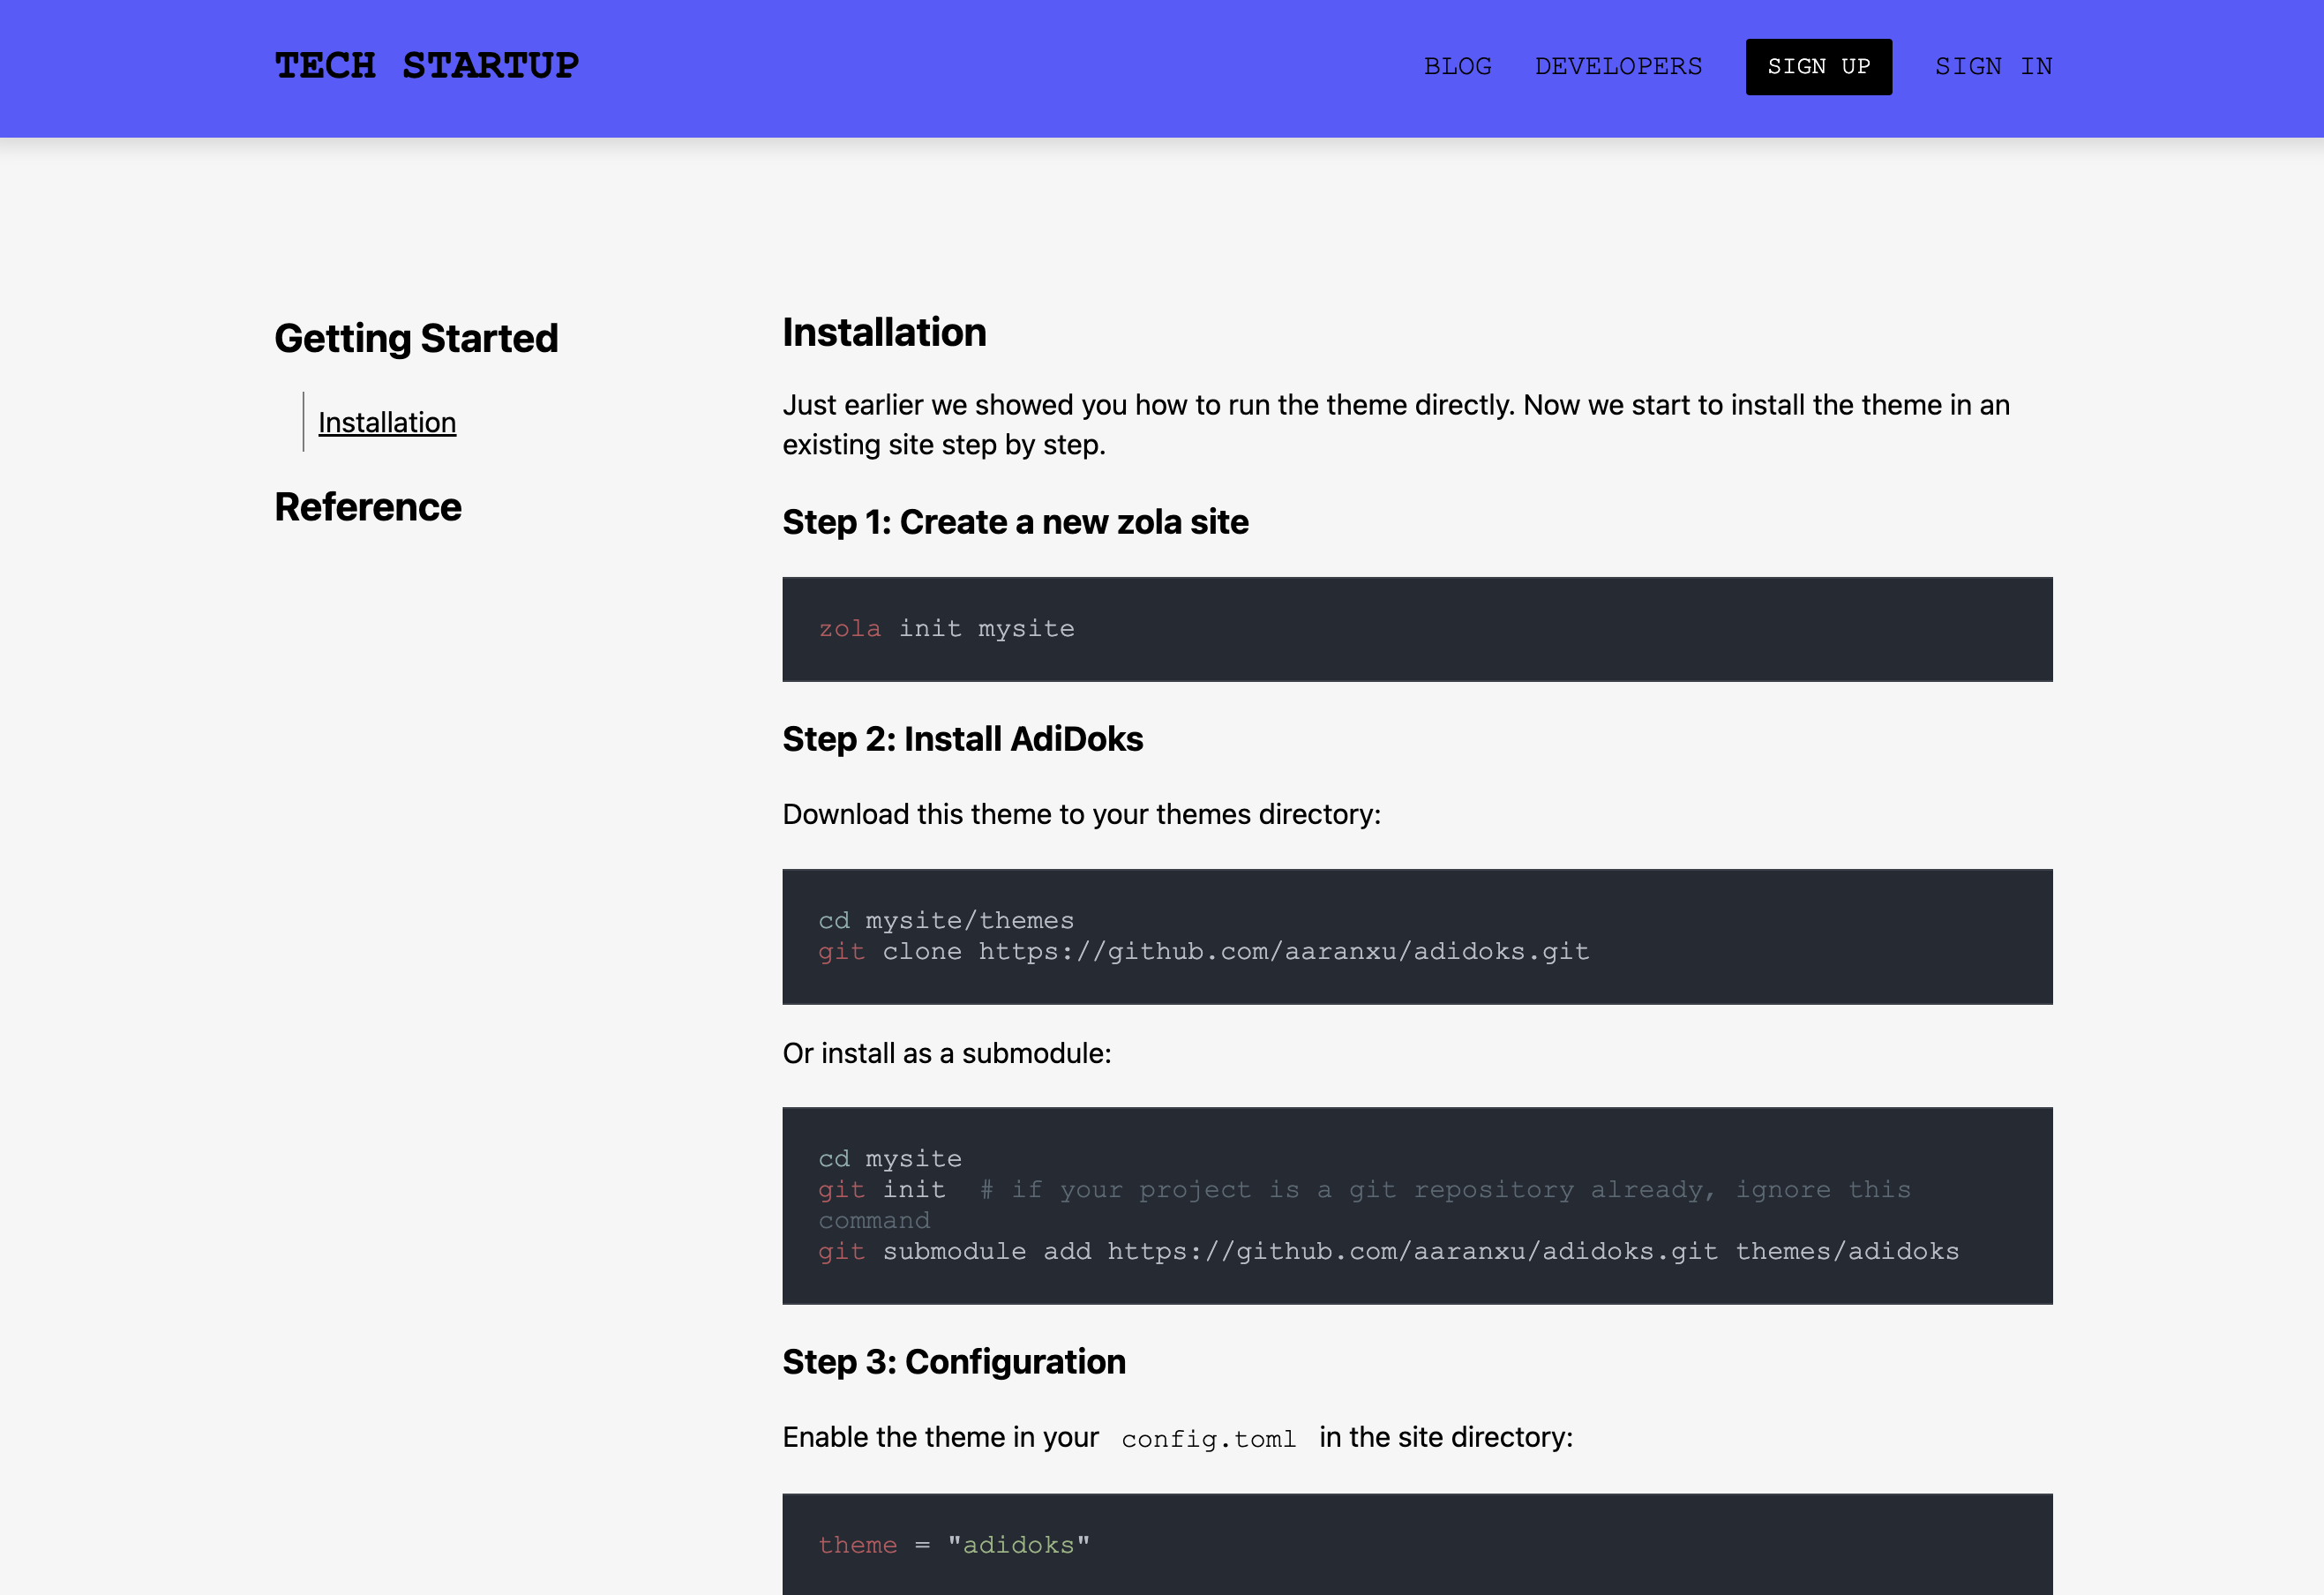 TECH STARTUP
BLOG DEVELOPERS SIGN UP SIGN IN
Getting Started
Installation
Reference
Installation
Just earlier we showed you how to run the theme directly. Now we start to install the theme in an
existing site step by step.
Step 1: Create a new zola site
zola init mysite
Step 2: Install AdiDoks
Download this theme to your themes directory:
cd mysite/themes
git clone https://github.com/aaranxu/adidoks.git
Or install as a submodule:
cd mysite
git init  # if your project is a git repository already, ignore this
command
git submodule add https://github.com/aaranxu/adidoks.git themes/adidoks
Step 3: Configuration
Enable the theme in your config.toml in the site directory:
theme = "adidoks"